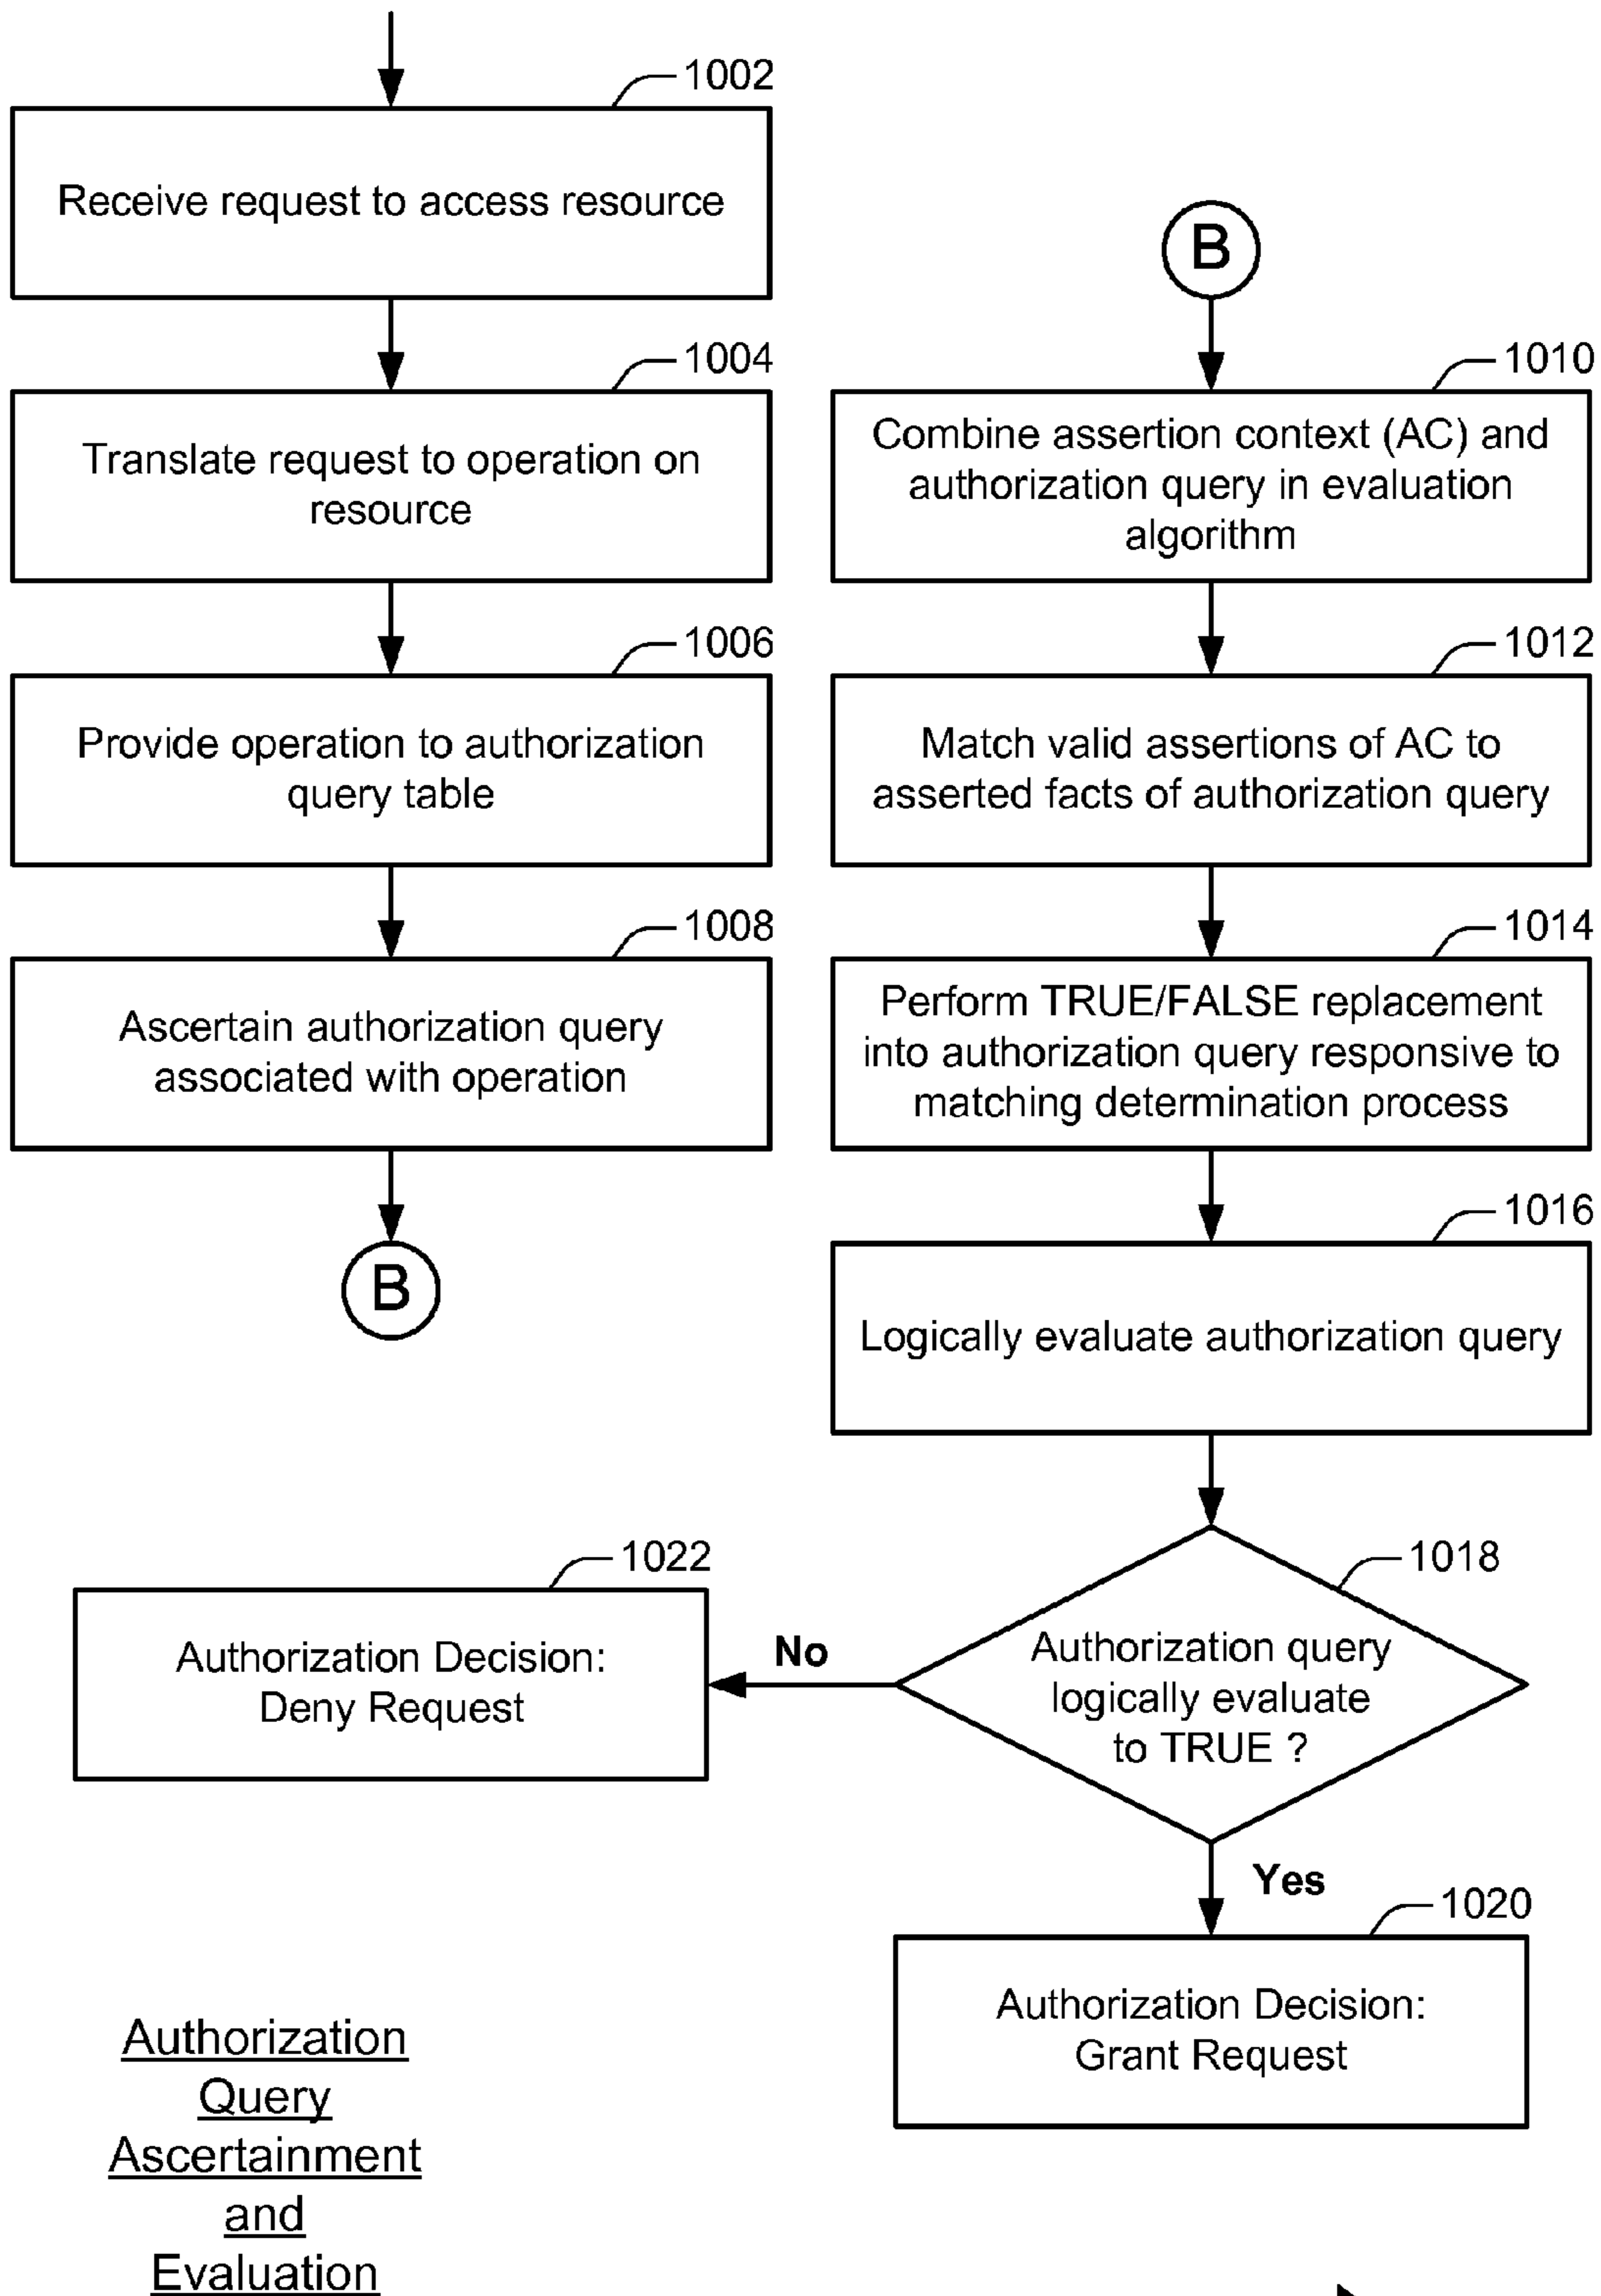 1002
Receive request to access resource
1004
Translate request to operation on
resource
1006
Provide operation to authorization
query table
1008
Ascertain authorization query
associated with operation
B
B
1010
Combine assertion context (AC) and
authorization query in evaluation
algorithm
1012
Match valid assertions of AC to
asserted facts of authorization query
1014
Perform TRUE/FALSE replacement
into authorization query responsive to
matching determination process
1016
Logically evaluate authorization query
1018
Authorization query
logically evaluate
to TRUE ?
No
1022
Authorization Decision:
Deny Request
Yes
1020
Authorization Decision:
Grant Request
Authorization
Query
Ascertainment
and
Evaluation